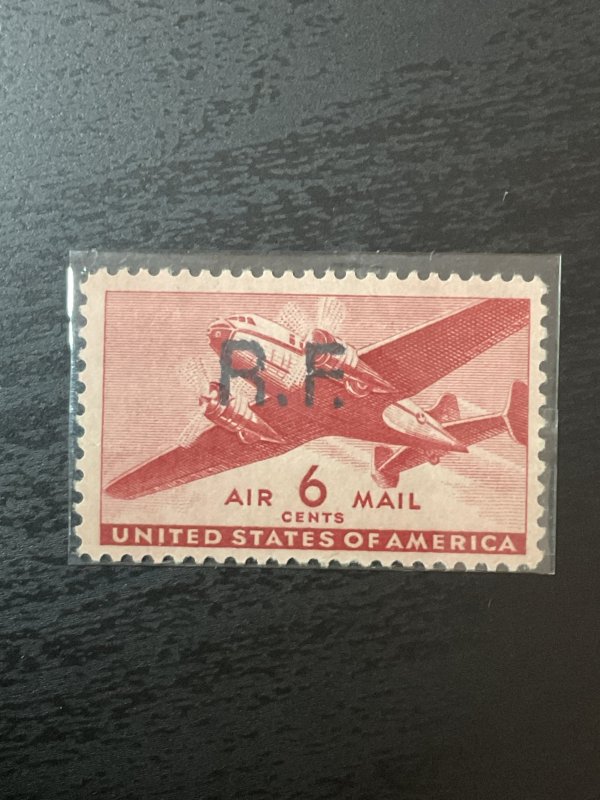 R.F.
AIR 6 MAIL
CENTS
UNITED STATES OF AMERICA